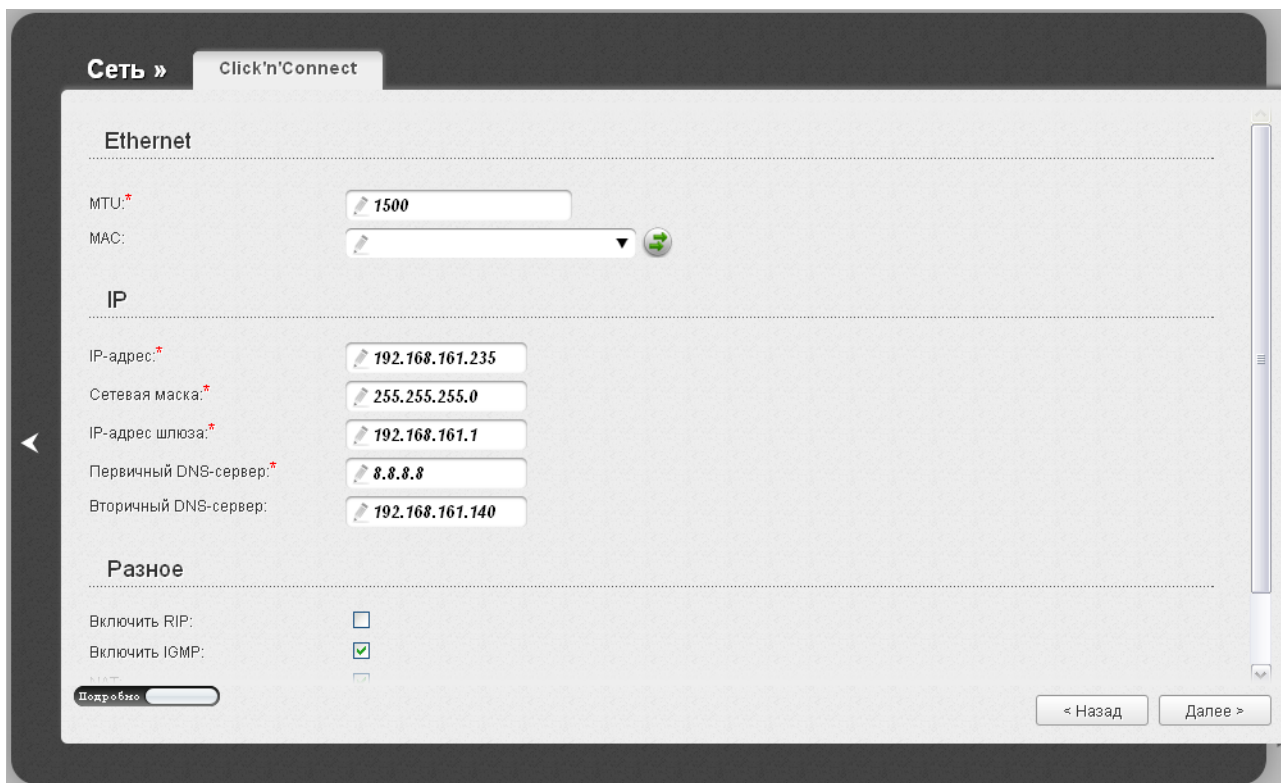 Сеть »
Click'n'Connect
Ethernet
MTU:* 1500
MAC:
IP
IP-адрес:* 192.168.161.235
Сетевая маска:* 255.255.255.0
IP-адрес шлюза:* 192.168.161.1
Первичный DNS-сервер:* 8.8.8.8
Вторичный DNS-сервер: 192.168.161.140
Разное
Включить RIP:
Включить IGMP:
NAT:
Подробно
< Назад
Далее >